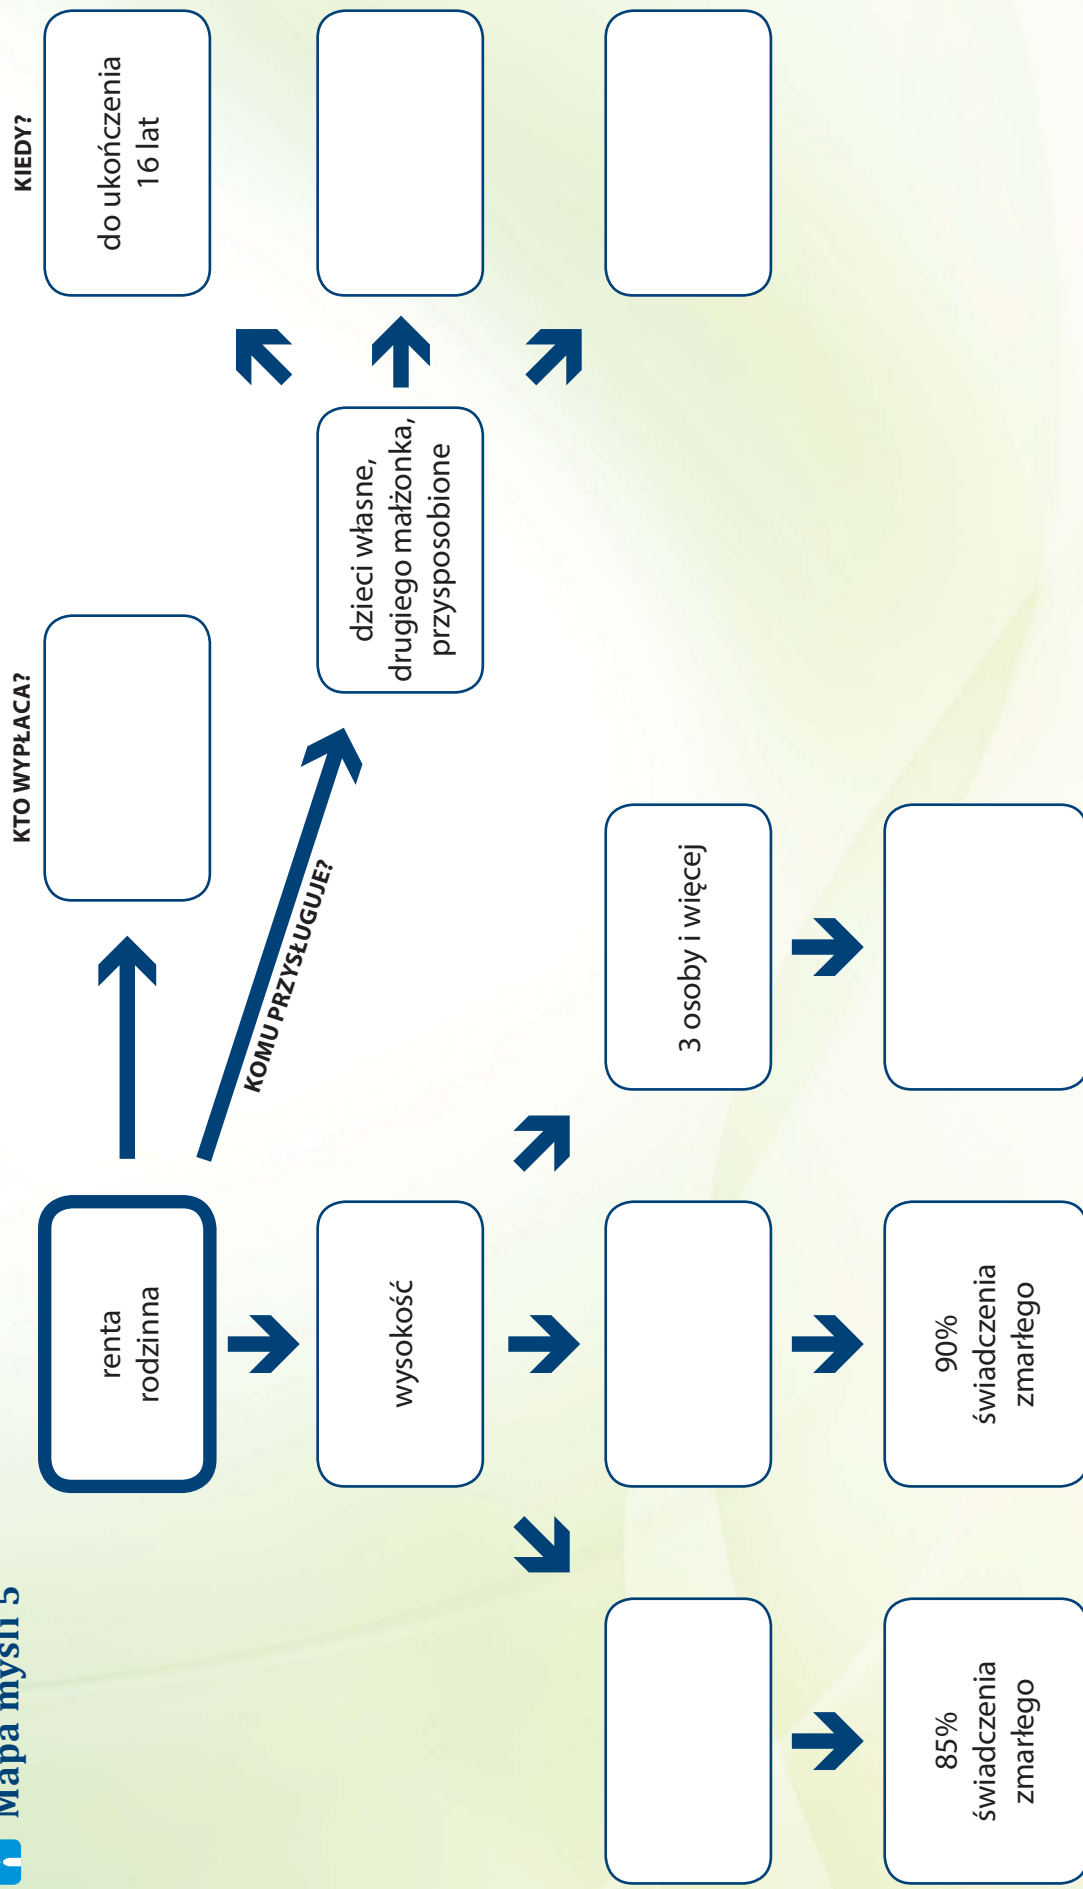 Mapa myśli 5
KTO WYPŁACA?
KIEDY?
renta
rodzinna
do ukończenia
16 lat
KOMU PRZYSŁUGUJE?
wysokość
dzieci własne,
drugiego małżonka,
przysposobione
3 osoby i więcej
85%
świadczenia
zmarłego
90%
świadczenia
zmarłego